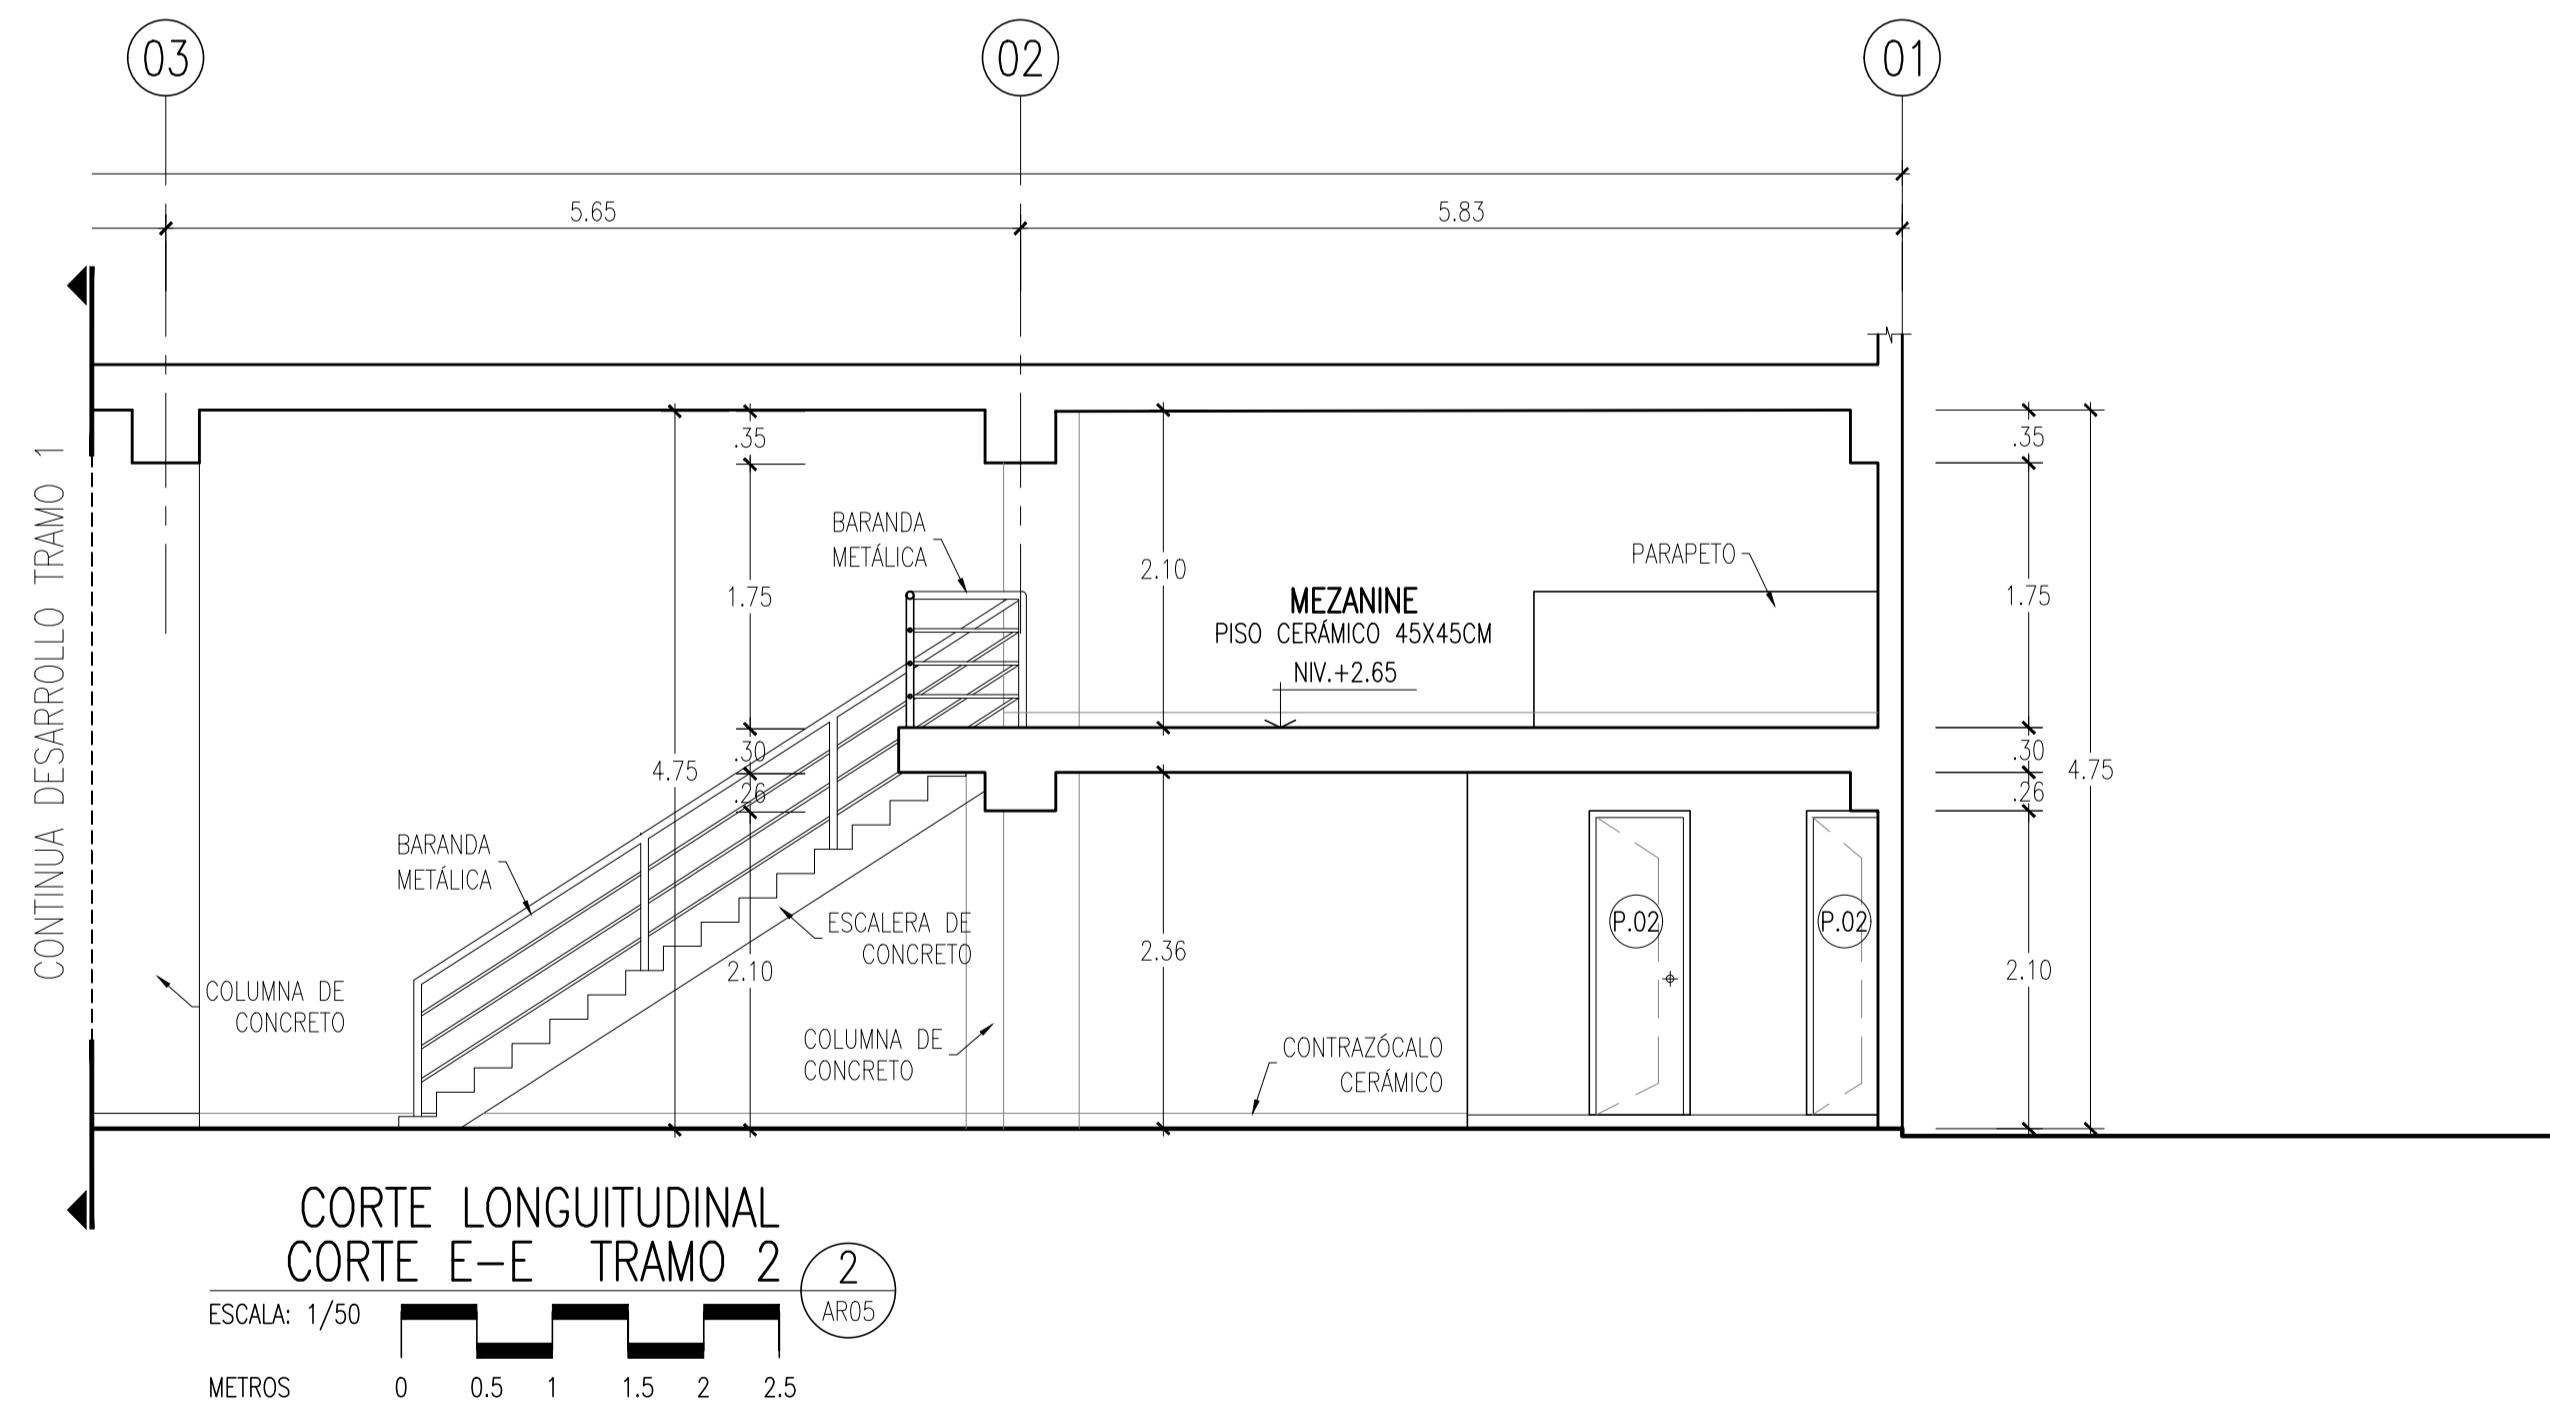 03
02
01
5.65
5.83
CONTINUA DESARROLLO TRAMO 1
.35
1.75
.30
4.75
.26
2.10
BARANDA
METÁLICA
2.10
MEZANINE
PISO CERÁMICO 45X45CM
NIV.+2.65
PARAPETO
.35
1.75
.30
4.75
.26
2.10
BARANDA
METÁLICA
ESCALERA DE
CONCRETO
2.36
P.02
P.02
COLUMNA DE
CONCRETO
COLUMNA DE
CONCRETO
CONTRAZÓCALO
CERÁMICO
CORTE LONGUITUDINAL
CORTE E-E TRAMO 2
2
AR05
ESCALA: 1/50
METROS 0 0.5 1 1.5 2 2.5